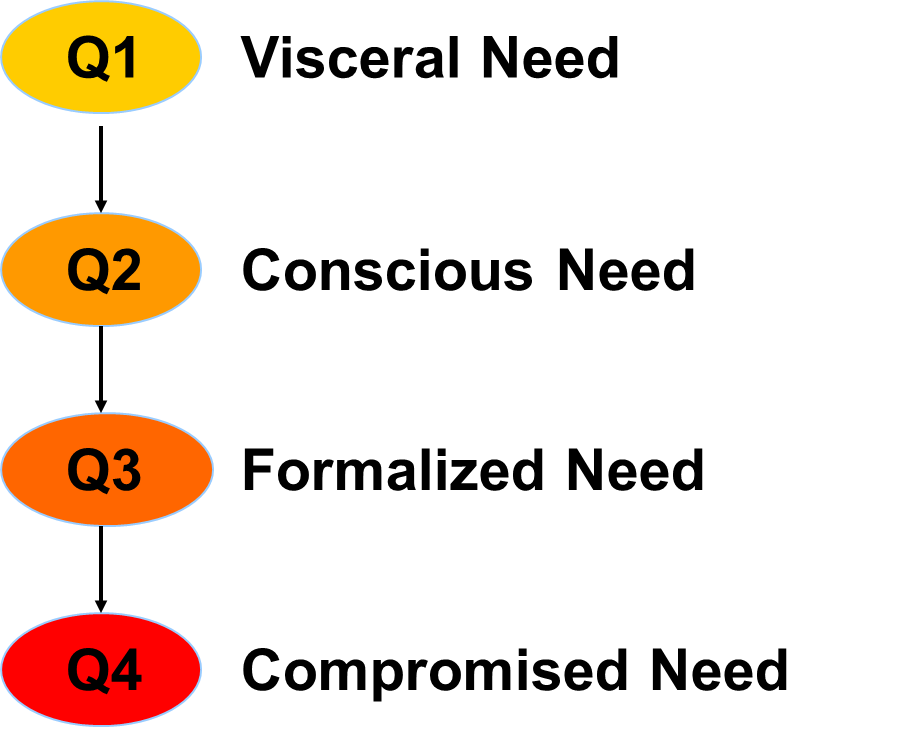 Q1 Visceral Need
Q2 Conscious Need
Q3 Formalized Need
Q4 Compromised Need